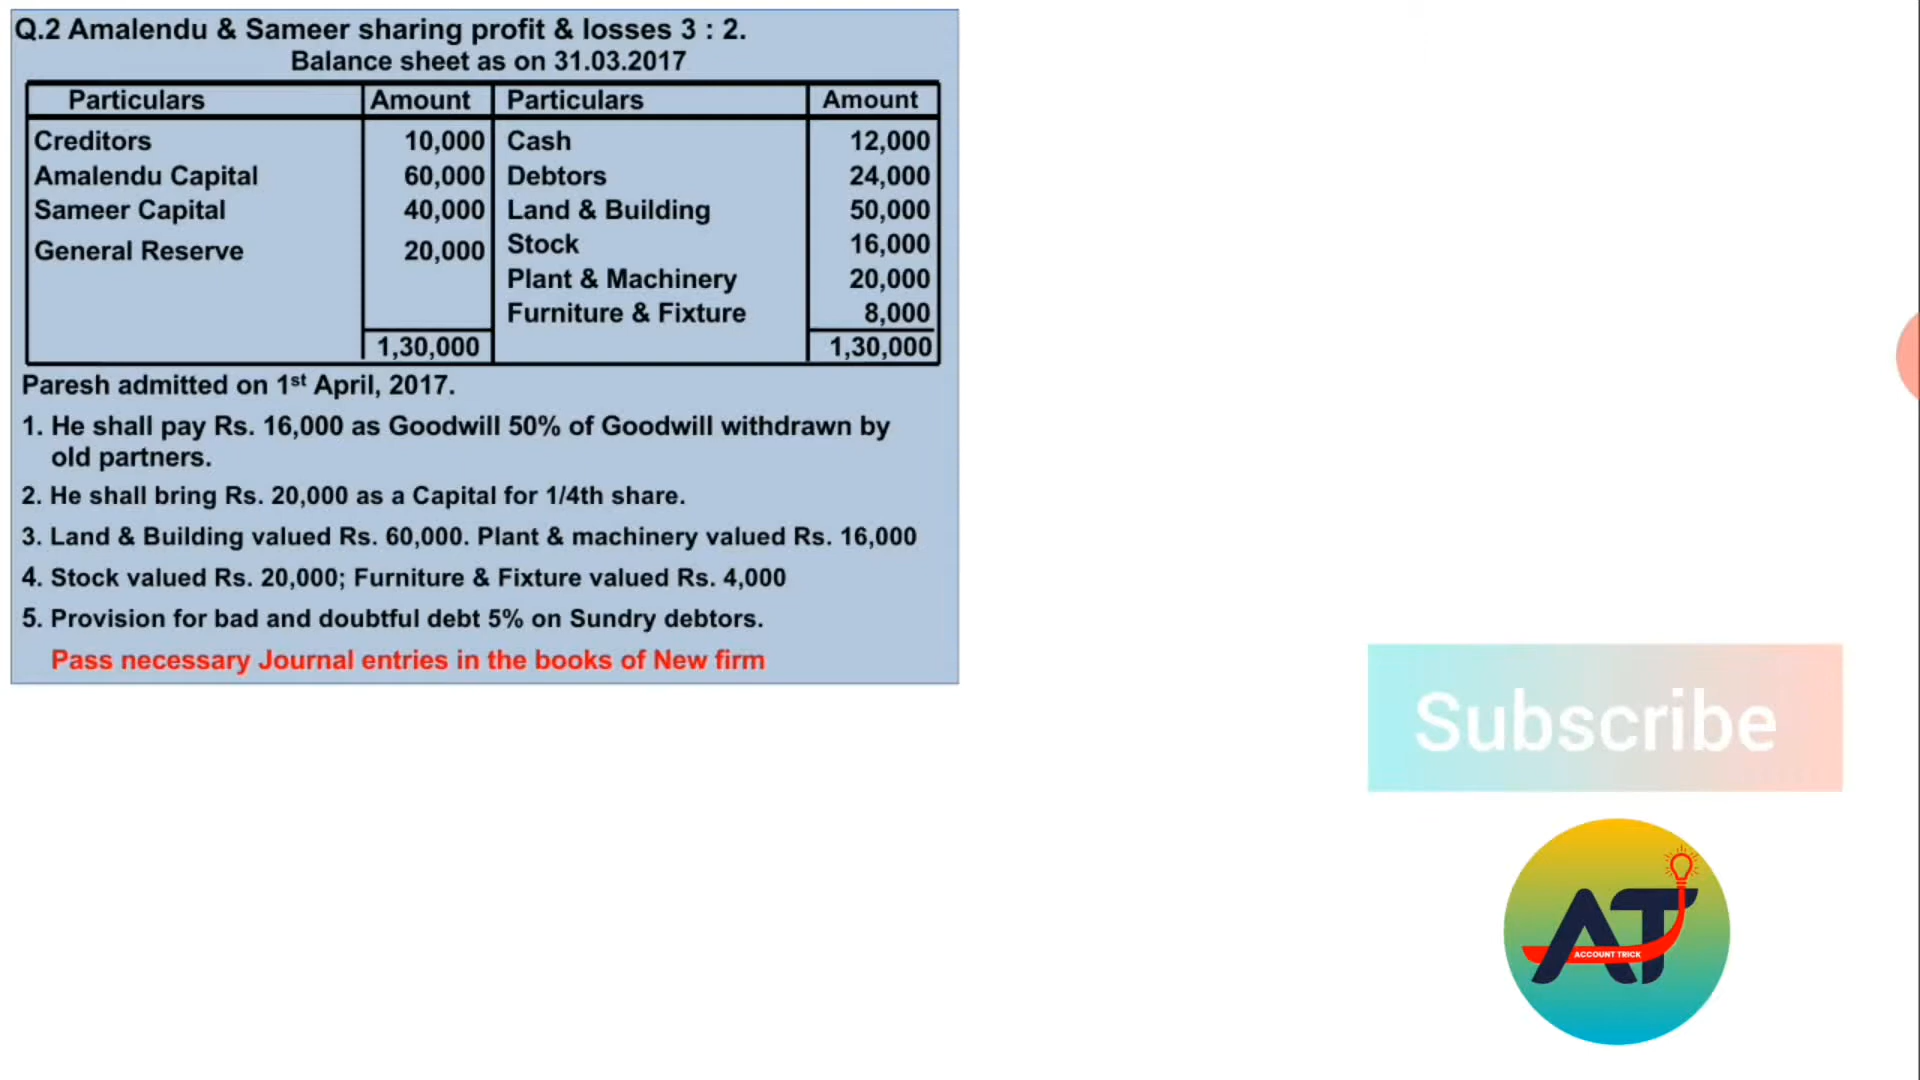 Q.2 Amalendu & Sameer sharing profit & losses 3 : 2.
Balance sheet as on 31.03.2017
Particulars Amount Particulars Amount
Creditors 10,000 Cash 12,000
Amalendu Capital 60,000 Debtors 24,000
Sameer Capital 40,000 Land & Building 50,000
General Reserve 20,000 Stock 16,000
Plant & Machinery 20,000
Furniture & Fixture 8,000
1,30,000 1,30,000
Paresh admitted on 1st April, 2017.
1. He shall pay Rs. 16,000 as Goodwill 50% of Goodwill withdrawn by
old partners.
2. He shall bring Rs. 20,000 as a Capital for 1/4th share.
3. Land & Building valued Rs. 60,000. Plant & machinery valued Rs. 16,000
4. Stock valued Rs. 20,000; Furniture & Fixture valued Rs. 4,000
5. Provision for bad and doubtful debt 5% on Sundry debtors.
Pass necessary Journal entries in the books of New firm
Subscribe
AT
ACCOUNT TRICK